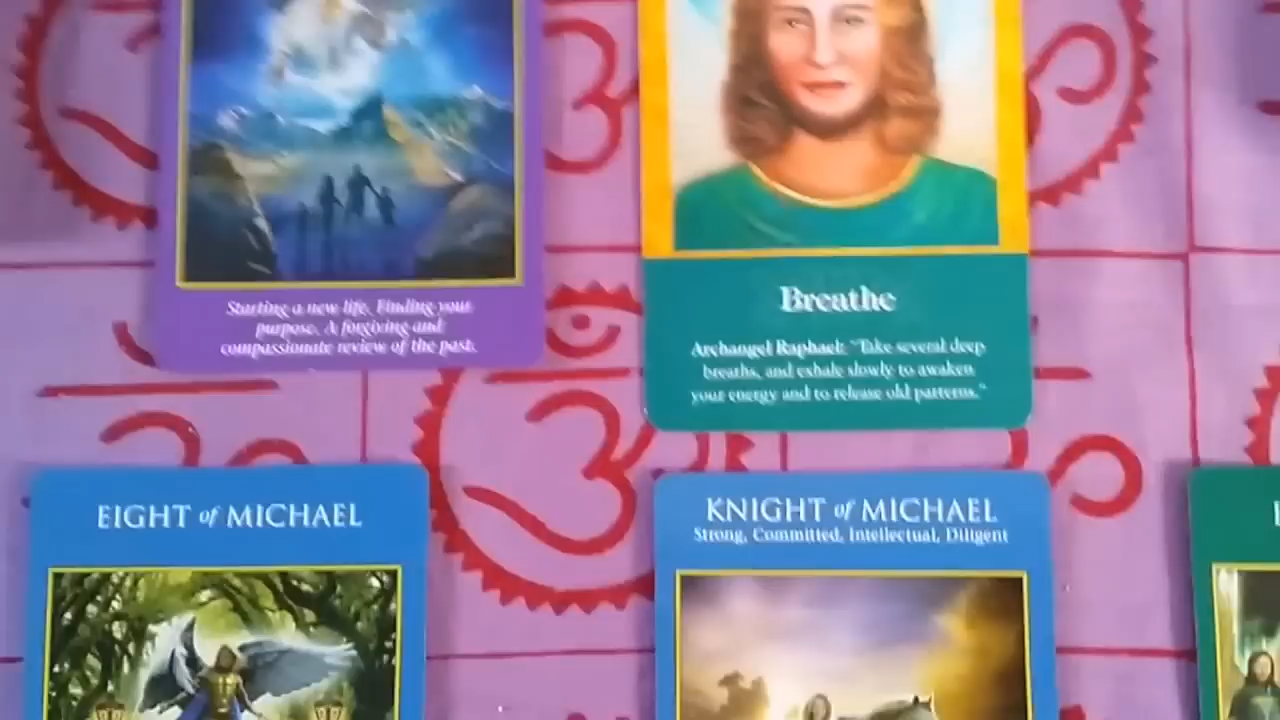 Starting a new life. Finding your
purpose. A forgiving and
compassionate review of the past.
Breathe
Archangel Raphael: "Take several deep
breaths, and exhale slowly to awaken
your energy and to release old patterns."
EIGHT of MICHAEL
KNIGHT of MICHAEL
Strong, Committed, Intellectual, Diligent
ॐ
ॐ
ॐ